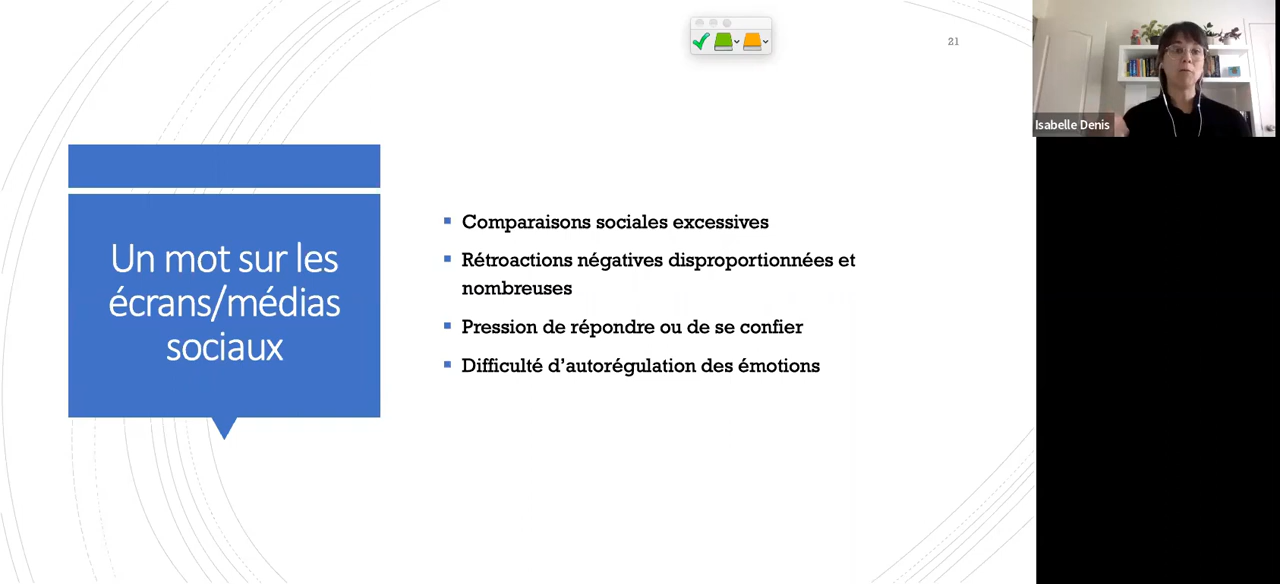 21
Isabelle Denis
Un mot sur les
écrans/médias
sociaux
Comparaisons sociales excessives
Rétroactions négatives disproportionnées et
nombreuses
Pression de répondre ou de se confier
Difficulté d’autorégulation des émotions